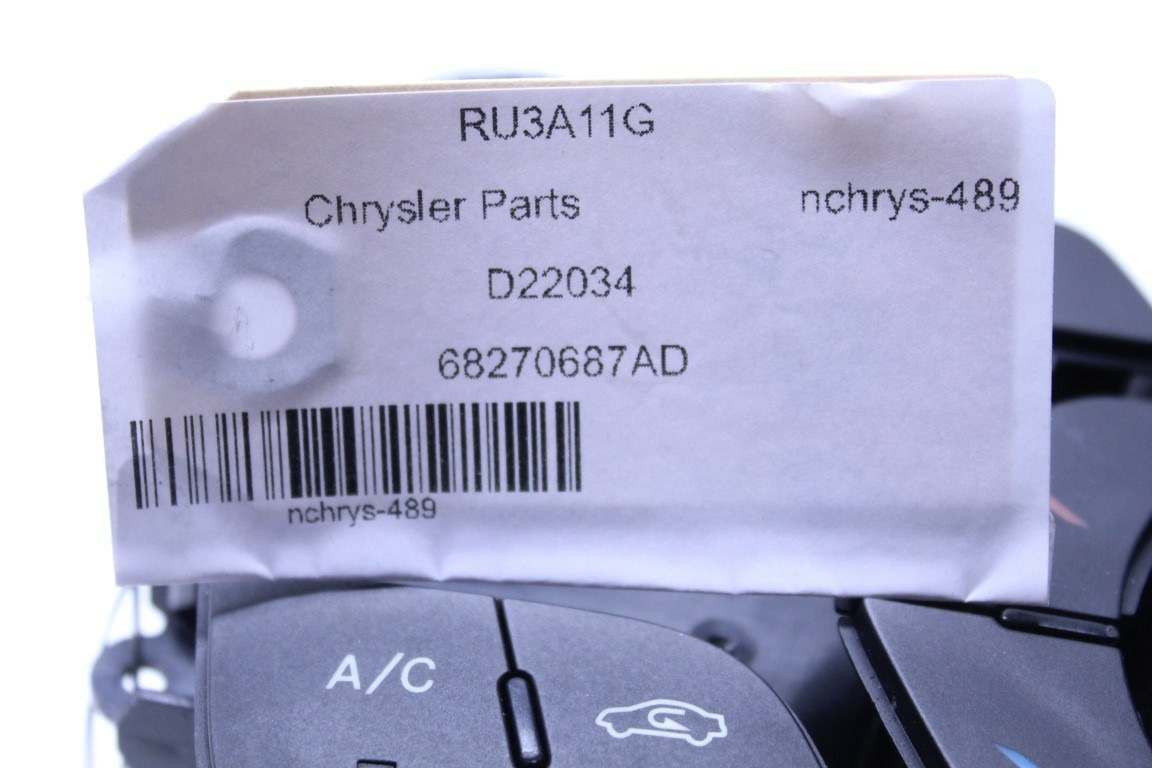 RU3A11G
Chrysler Parts nchrys-489
D22034
68270687AD
nchrys-489
A/C